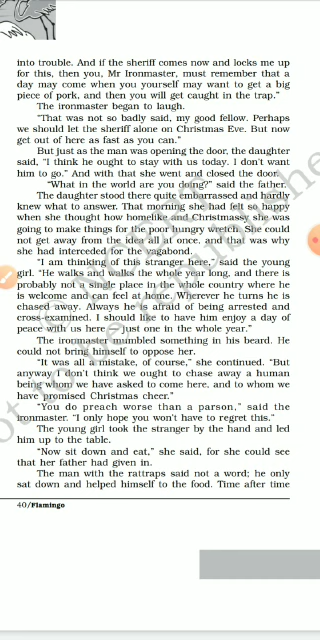 into trouble. And if the sheriff comes now and locks me up
for this, then you, Mr Ironmaster, must remember that a
day may come when you yourself may want to get a big
piece of pork, and then you will get caught in the trap."
The ironmaster began to laugh.
"That was not so badly said, my good fellow. Perhaps
we should let the sheriff alone on Christmas Eve. But now
get out of here as fast as you can."
But just as the man was opening the door, the daughter
said, "I think he ought to stay with us today. I don't want
him to go." And with that she went and closed the door.
"What in the world are you doing?" said the father.
The daughter stood there quite embarrassed and hardly
knew what to answer. That morning she had felt so happy
when she thought how homelike and Christmassy she was
going to make things for the poor hungry wretch. She could
not get away from the idea all at once, and that was why
she had interceded for the vagabond.
"I am thinking of this stranger here," said the young
girl. "He walks and walks the whole year long, and there is
probably not a single place in the whole country where he
is welcome and can feel at home. Wherever he turns he is
chased away. Always he is afraid of being arrested and
cross-examined. I should like to have him enjoy a day of
peace with us here — just one in the whole year."
The ironmaster mumbled something in his beard. He
could not bring himself to oppose her.
"It was all a mistake, of course," she continued. "But
anyway I don't think we ought to chase away a human
being whom we have asked to come here, and to whom we
have promised Christmas cheer."
"You do preach worse than a parson," said the
ironmaster. "I only hope you won't have to regret this."
The young girl took the stranger by the hand and led
him up to the table.
"Now sit down and eat," she said, for she could see
that her father had given in.
The man with the rattraps said not a word; he only
sat down and helped himself to the food. Time after time
40/Flamingo